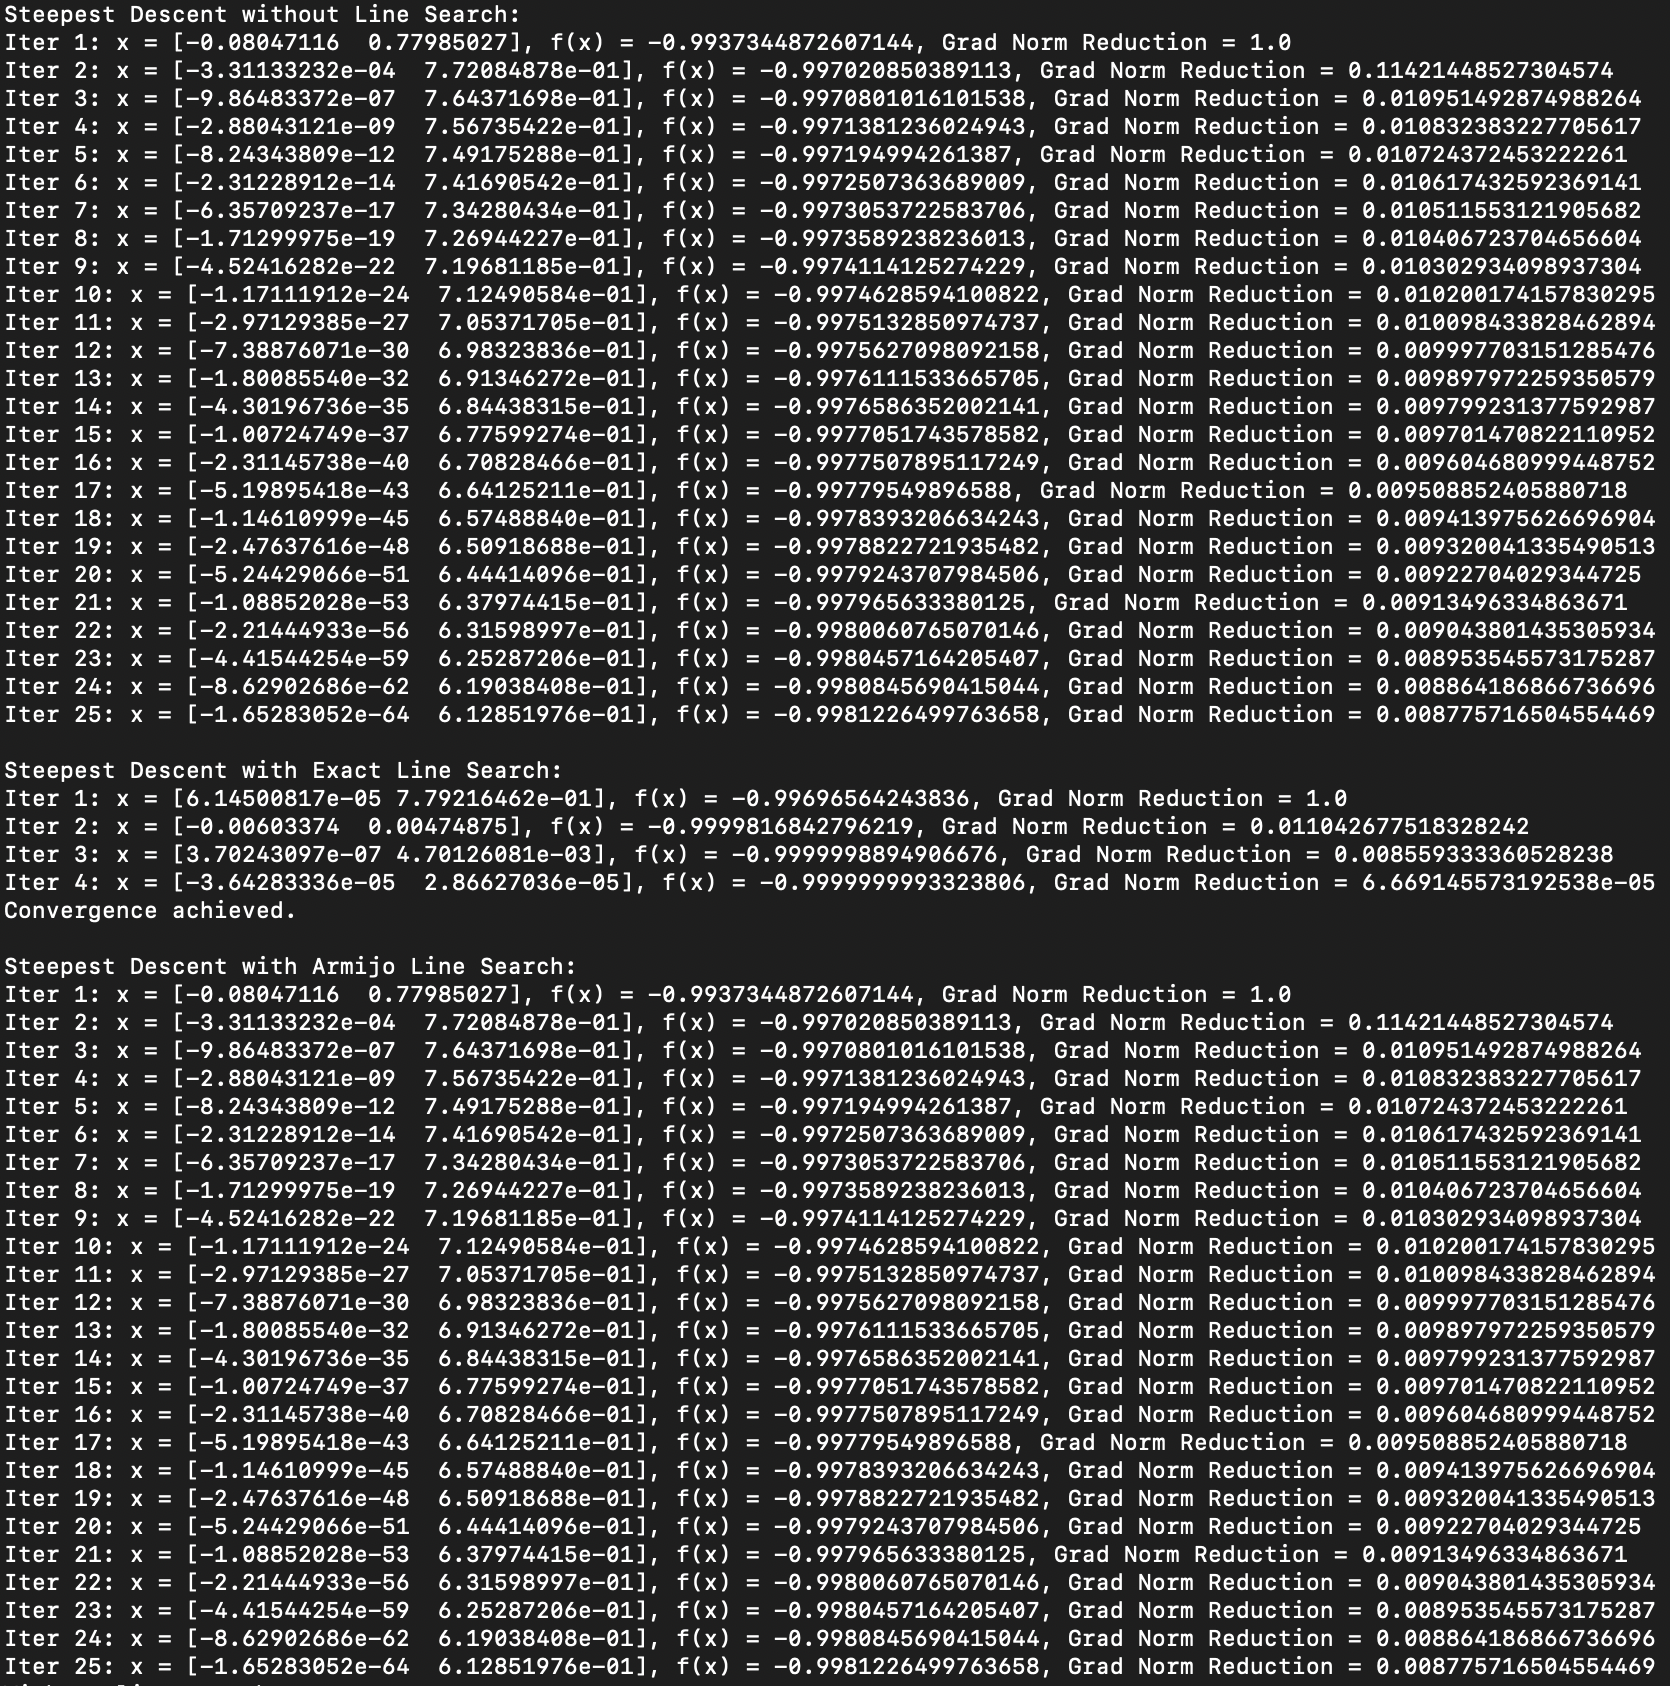 Steepest Descent without Line Search:
Iter 1: x = [-0.08047116  0.77985027], f(x) = -0.9937344872607144, Grad Norm Reduction = 1.0
Iter 2: x = [-3.31133232e-04  7.72084878e-01], f(x) = -0.997020850389113, Grad Norm Reduction = 0.11421448527304574
Iter 3: x = [-9.86483372e-07  7.64371698e-01], f(x) = -0.9970801016101538, Grad Norm Reduction = 0.010951492874988264
Iter 4: x = [-2.88043121e-09  7.56735422e-01], f(x) = -0.9971381236024943, Grad Norm Reduction = 0.010832383227705617
Iter 5: x = [-8.24343809e-12  7.49175288e-01], f(x) = -0.997194994261387, Grad Norm Reduction = 0.010724372453222261
Iter 6: x = [-2.31228912e-14  7.41690542e-01], f(x) = -0.9972507363689009, Grad Norm Reduction = 0.010617432592369141
Iter 7: x = [-6.35709237e-17  7.34280434e-01], f(x) = -0.9973053722583706, Grad Norm Reduction = 0.010511553121905682
Iter 8: x = [-1.71299975e-19  7.26944227e-01], f(x) = -0.9973589238236013, Grad Norm Reduction = 0.010406723704656604
Iter 9: x = [-4.52416282e-22  7.19681185e-01], f(x) = -0.9974114125274229, Grad Norm Reduction = 0.010302934098937304
Iter 10: x = [-1.17111912e-24  7.12490584e-01], f(x) = -0.9974628594100822, Grad Norm Reduction = 0.010200174157830295
Iter 11: x = [-2.97129385e-27  7.05371705e-01], f(x) = -0.9975132850974737, Grad Norm Reduction = 0.010098433828462894
Iter 12: x = [-7.38876071e-30  6.98323836e-01], f(x) = -0.9975627098092158, Grad Norm Reduction = 0.009997703151285476
Iter 13: x = [-1.80085540e-32  6.91346272e-01], f(x) = -0.9976111533665705, Grad Norm Reduction = 0.009897972259350579
Iter 14: x = [-4.30196736e-35  6.84438315e-01], f(x) = -0.9976586352002141, Grad Norm Reduction = 0.009799231377592987
Iter 15: x = [-1.00724749e-37  6.77599274e-01], f(x) = -0.9977051743578582, Grad Norm Reduction = 0.009701470822110952
Iter 16: x = [-2.31145738e-40  6.70828466e-01], f(x) = -0.9977507895117249, Grad Norm Reduction = 0.009604680999448752
Iter 17: x = [-5.19895418e-43  6.64125211e-01], f(x) = -0.99779549896588, Grad Norm Reduction = 0.009508852405880718
Iter 18: x = [-1.14610999e-45  6.57488840e-01], f(x) = -0.9978393206634243, Grad Norm Reduction = 0.009413975626696904
Iter 19: x = [-2.47637616e-48  6.50918688e-01], f(x) = -0.9978822721935482, Grad Norm Reduction = 0.009320041335490513
Iter 20: x = [-5.24429066e-51  6.44414096e-01], f(x) = -0.9979243707984506, Grad Norm Reduction = 0.00922704029344725
Iter 21: x = [-1.08852028e-53  6.37974415e-01], f(x) = -0.997965633380125, Grad Norm Reduction = 0.00913496334863671
Iter 22: x = [-2.21444933e-56  6.31598997e-01], f(x) = -0.9980060765070146, Grad Norm Reduction = 0.009043801435305934
Iter 23: x = [-4.41544254e-59  6.25287206e-01], f(x) = -0.9980457164205407, Grad Norm Reduction = 0.008953545573175287
Iter 24: x = [-8.62902686e-62  6.19038408e-01], f(x) = -0.9980845690415044, Grad Norm Reduction = 0.008864186866736696
Iter 25: x = [-1.65283052e-64  6.12851976e-01], f(x) = -0.9981226499763658, Grad Norm Reduction = 0.008775716504554469

Steepest Descent with Exact Line Search:
Iter 1: x = [6.14500817e-05 7.79216462e-01], f(x) = -0.99696564243836, Grad Norm Reduction = 1.0
Iter 2: x = [-0.00603374  0.00474875], f(x) = -0.9999816842796219, Grad Norm Reduction = 0.011042677518328242
Iter 3: x = [3.70243097e-07 4.70126081e-03], f(x) = -0.9999998894906676, Grad Norm Reduction = 0.008559333360528238
Iter 4: x = [-3.64283336e-05  2.86627036e-05], f(x) = -0.9999999993323806, Grad Norm Reduction = 6.669145573192538e-05
Convergence achieved.

Steepest Descent with Armijo Line Search:
Iter 1: x = [-0.08047116  0.77985027], f(x) = -0.9937344872607144, Grad Norm Reduction = 1.0
Iter 2: x = [-3.31133232e-04  7.72084878e-01], f(x) = -0.997020850389113, Grad Norm Reduction = 0.11421448527304574
Iter 3: x = [-9.86483372e-07  7.64371698e-01], f(x) = -0.9970801016101538, Grad Norm Reduction = 0.010951492874988264
Iter 4: x = [-2.88043121e-09  7.56735422e-01], f(x) = -0.9971381236024943, Grad Norm Reduction = 0.010832383227705617
Iter 5: x = [-8.24343809e-12  7.49175288e-01], f(x) = -0.997194994261387, Grad Norm Reduction = 0.010724372453222261
Iter 6: x = [-2.31228912e-14  7.41690542e-01], f(x) = -0.9972507363689009, Grad Norm Reduction = 0.010617432592369141
Iter 7: x = [-6.35709237e-17  7.34280434e-01], f(x) = -0.9973053722583706, Grad Norm Reduction = 0.010511553121905682
Iter 8: x = [-1.71299975e-19  7.26944227e-01], f(x) = -0.9973589238236013, Grad Norm Reduction = 0.010406723704656604
Iter 9: x = [-4.52416282e-22  7.19681185e-01], f(x) = -0.9974114125274229, Grad Norm Reduction = 0.010302934098937304
Iter 10: x = [-1.17111912e-24  7.12490584e-01], f(x) = -0.9974628594100822, Grad Norm Reduction = 0.010200174157830295
Iter 11: x = [-2.97129385e-27  7.05371705e-01], f(x) = -0.9975132850974737, Grad Norm Reduction = 0.010098433828462894
Iter 12: x = [-7.38876071e-30  6.98323836e-01], f(x) = -0.9975627098092158, Grad Norm Reduction = 0.009997703151285476
Iter 13: x = [-1.80085540e-32  6.91346272e-01], f(x) = -0.9976111533665705, Grad Norm Reduction = 0.009897972259350579
Iter 14: x = [-4.30196736e-35  6.84438315e-01], f(x) = -0.9976586352002141, Grad Norm Reduction = 0.009799231377592987
Iter 15: x = [-1.00724749e-37  6.77599274e-01], f(x) = -0.9977051743578582, Grad Norm Reduction = 0.009701470822110952
Iter 16: x = [-2.31145738e-40  6.70828466e-01], f(x) = -0.9977507895117249, Grad Norm Reduction = 0.009604680999448752
Iter 17: x = [-5.19895418e-43  6.64125211e-01], f(x) = -0.99779549896588, Grad Norm Reduction = 0.009508852405880718
Iter 18: x = [-1.14610999e-45  6.57488840e-01], f(x) = -0.9978393206634243, Grad Norm Reduction = 0.009413975626696904
Iter 19: x = [-2.47637616e-48  6.50918688e-01], f(x) = -0.9978822721935482, Grad Norm Reduction = 0.009320041335490513
Iter 20: x = [-5.24429066e-51  6.44414096e-01], f(x) = -0.9979243707984506, Grad Norm Reduction = 0.00922704029344725
Iter 21: x = [-1.08852028e-53  6.37974415e-01], f(x) = -0.997965633380125, Grad Norm Reduction = 0.00913496334863671
Iter 22: x = [-2.21444933e-56  6.31598997e-01], f(x) = -0.9980060765070146, Grad Norm Reduction = 0.009043801435305934
Iter 23: x = [-4.41544254e-59  6.25287206e-01], f(x) = -0.9980457164205407, Grad Norm Reduction = 0.008953545573175287
Iter 24: x = [-8.62902686e-62  6.19038408e-01], f(x) = -0.9980845690415044, Grad Norm Reduction = 0.008864186866736696
Iter 25: x = [-1.65283052e-64  6.12851976e-01], f(x) = -0.9981226499763658, Grad Norm Reduction = 0.008775716504554469